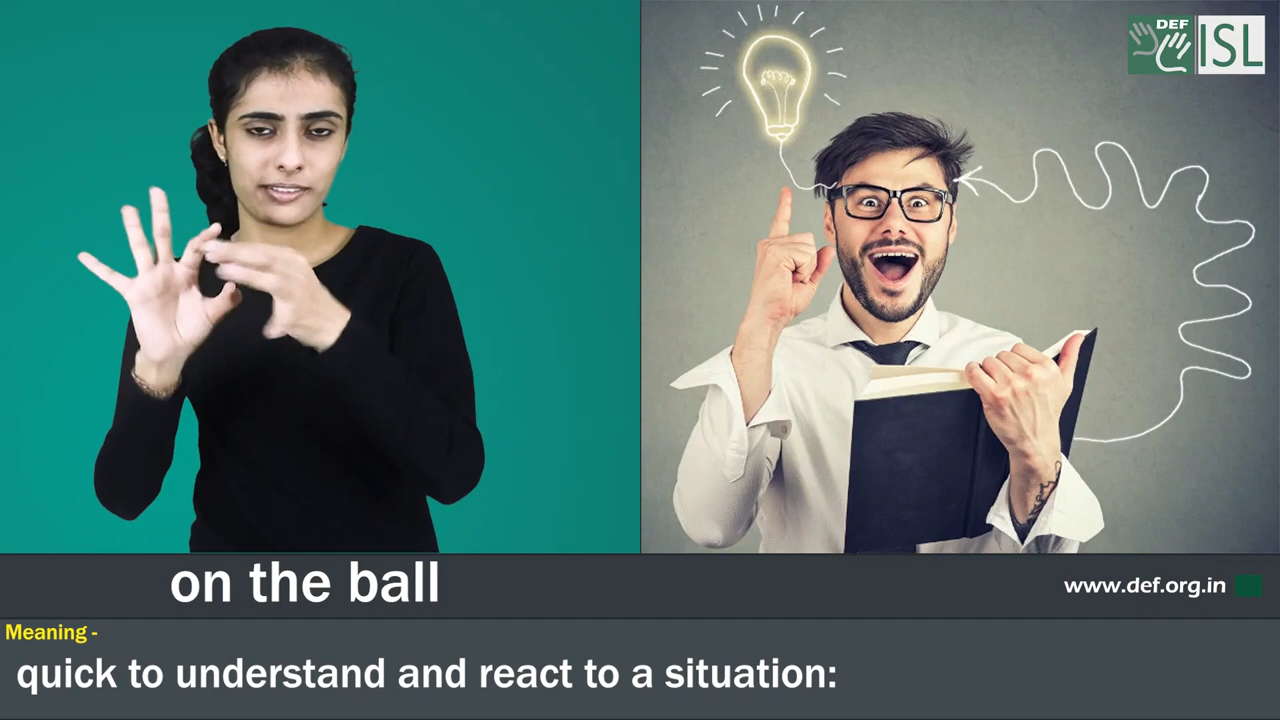 DEF
ISL
on the ball
www.def.org.in
Meaning -
quick to understand and react to a situation: